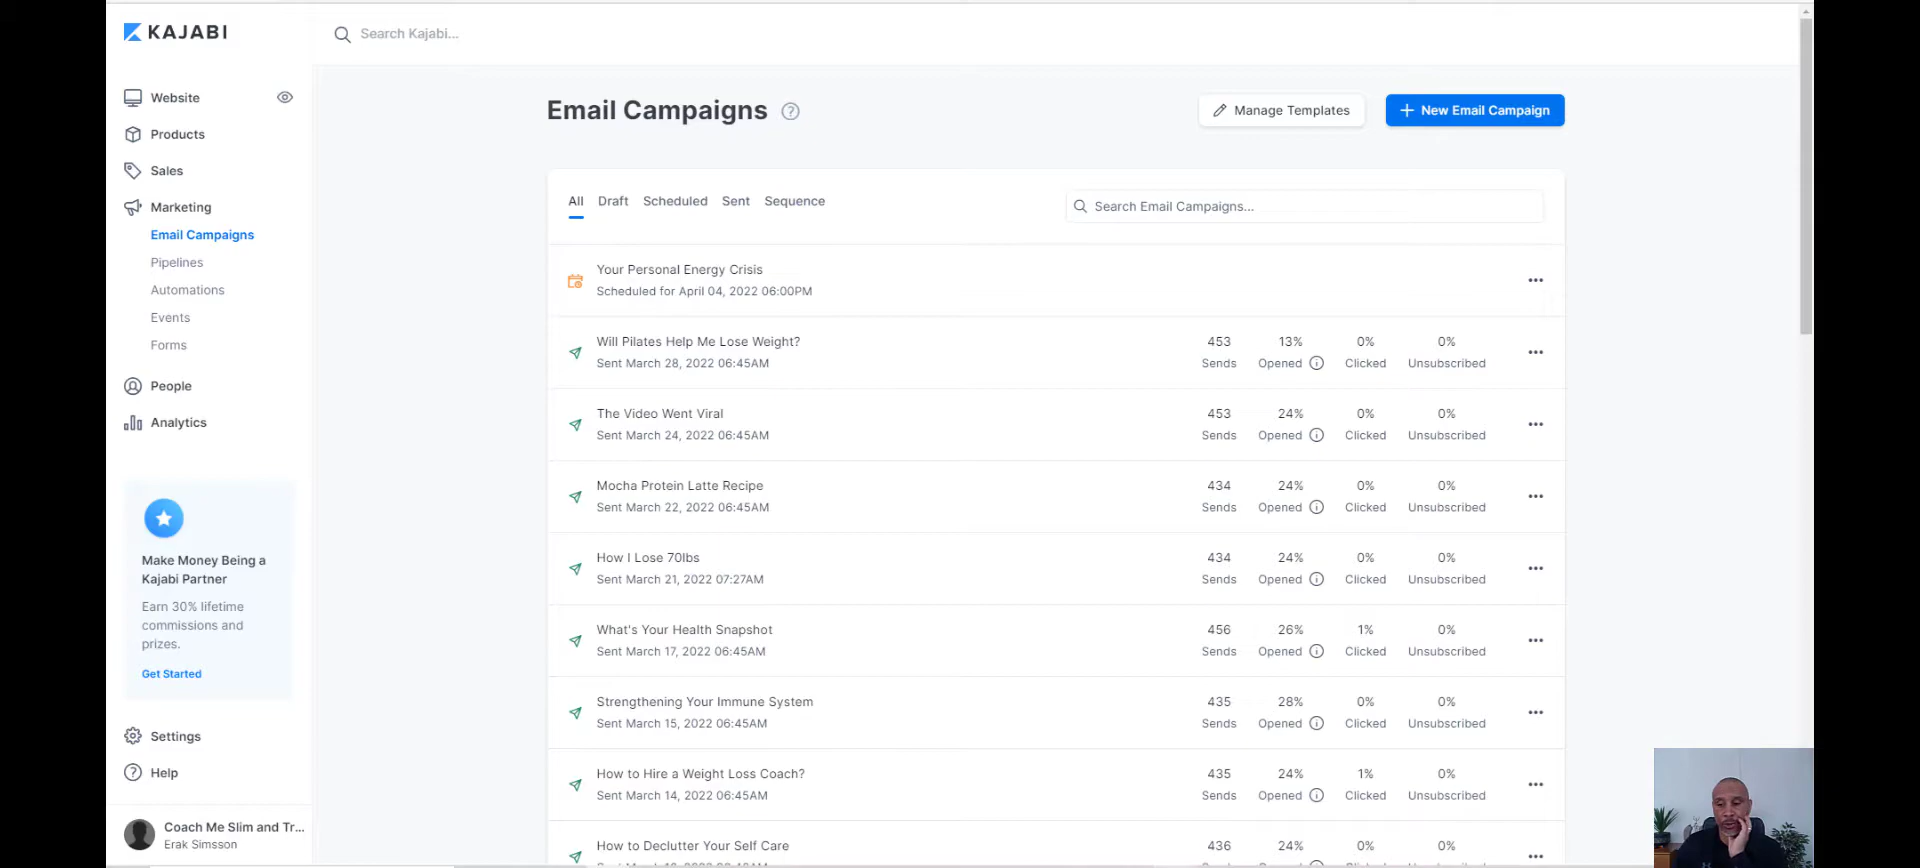 KAJABI
Search Kajabi...
Website
Products
Sales
Marketing
Email Campaigns
Pipelines
Automations
Events
Forms
People
Analytics
Make Money Being a
Kajabi Partner
Earn 30% lifetime
commissions and
prizes.
Get Started
Settings
Help
Coach Me Slim and Tr...
Erak Simsson
Email Campaigns
Manage Templates
New Email Campaign
All Draft Scheduled Sent Sequence
Search Email Campaigns...
Your Personal Energy Crisis
Scheduled for April 04, 2022 06:00PM
Will Pilates Help Me Lose Weight? 453 13% 0% 0%
Sent March 28, 2022 06:45AM Sends Opened Clicked Unsubscribed
The Video Went Viral 453 24% 0% 0%
Sent March 24, 2022 06:45AM Sends Opened Clicked Unsubscribed
Mocha Protein Latte Recipe 434 24% 0% 0%
Sent March 22, 2022 06:45AM Sends Opened Clicked Unsubscribed
How I Lose 70lbs 434 24% 0% 0%
Sent March 21, 2022 07:27AM Sends Opened Clicked Unsubscribed
What's Your Health Snapshot 456 26% 1% 0%
Sent March 17, 2022 06:45AM Sends Opened Clicked Unsubscribed
Strengthening Your Immune System 435 28% 0% 0%
Sent March 15, 2022 06:45AM Sends Opened Clicked Unsubscribed
How to Hire a Weight Loss Coach? 435 24% 1% 0%
Sent March 14, 2022 06:45AM Sends Opened Clicked Unsubscribed
How to Declutter Your Self Care 436 24% 0% 0%